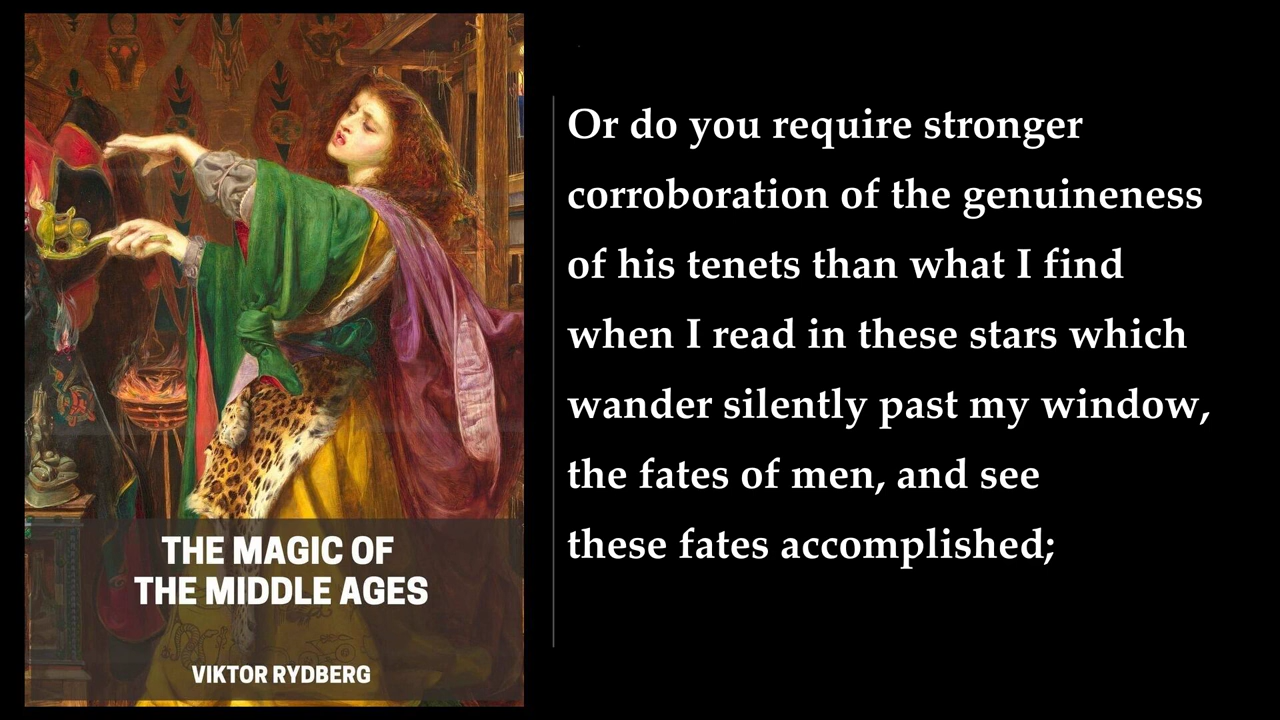 THE MAGIC OF
THE MIDDLE AGES
VIKTOR RYDBERG
Or do you require stronger
corroboration of the genuineness
of his tenets than what I find
when I read in these stars which
wander silently past my window,
the fates of men, and see
these fates accomplished;